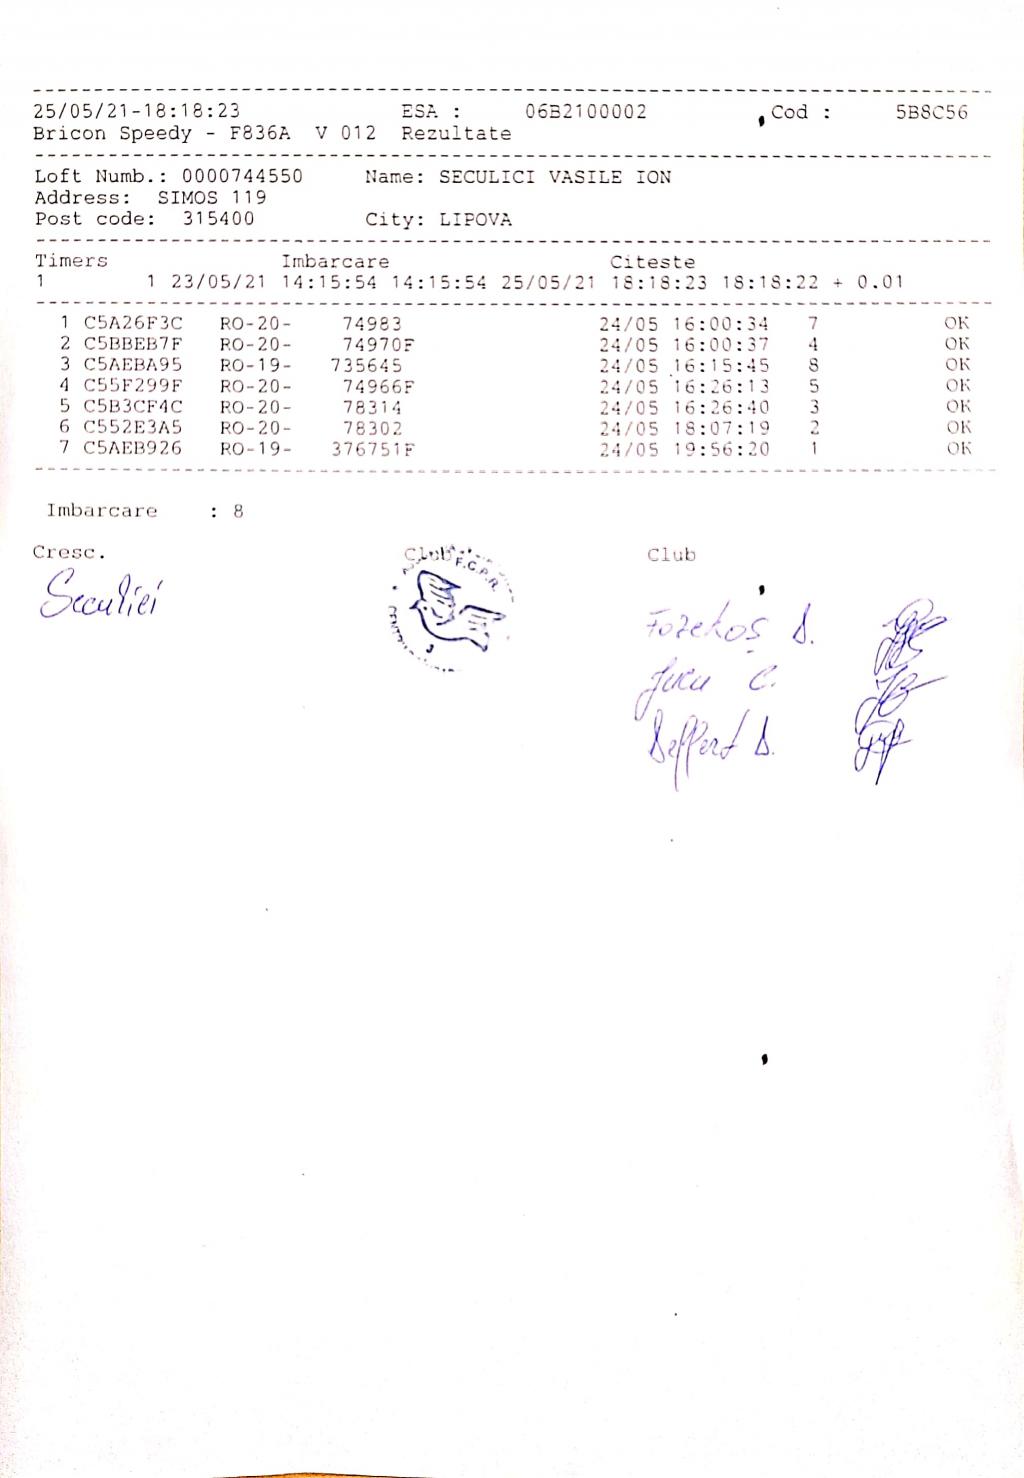 25/05/21-18:18:23 ESA : 06B2100002 Cod : 5B8C56
Bricon Speedy - F836A V 012 Rezultate
Loft Numb.: 0000744550 Name: SECULICI VASILE ION
Address: SIMOS 119
Post code: 315400 City: LIPOVA
Timers Imbarcare Citeste
1 1 23/05/21 14:15:54 14:15:54 25/05/21 18:18:23 18:18:22 + 0.01
1 C5A26F3C RO-20- 74983 24/05 16:00:34 7 OK
2 C5BBEB7F RO-20- 74970F 24/05 16:00:37 4 OK
3 C5AEBA95 RO-19- 735645 24/05 16:15:45 8 OK
4 C55F299F RO-20- 74966F 24/05 16:26:13 5 OK
5 C5B3CF4C RO-20- 78314 24/05 16:26:40 3 OK
6 C552E3A5 RO-20- 78302 24/05 18:07:19 2 OK
7 C5AEB926 RO-19- 376751F 24/05 19:56:20 1 OK
Imbarcare : 8
Cresc. Club Club
Seculici
F.C.P.R.
D.
C.
D.